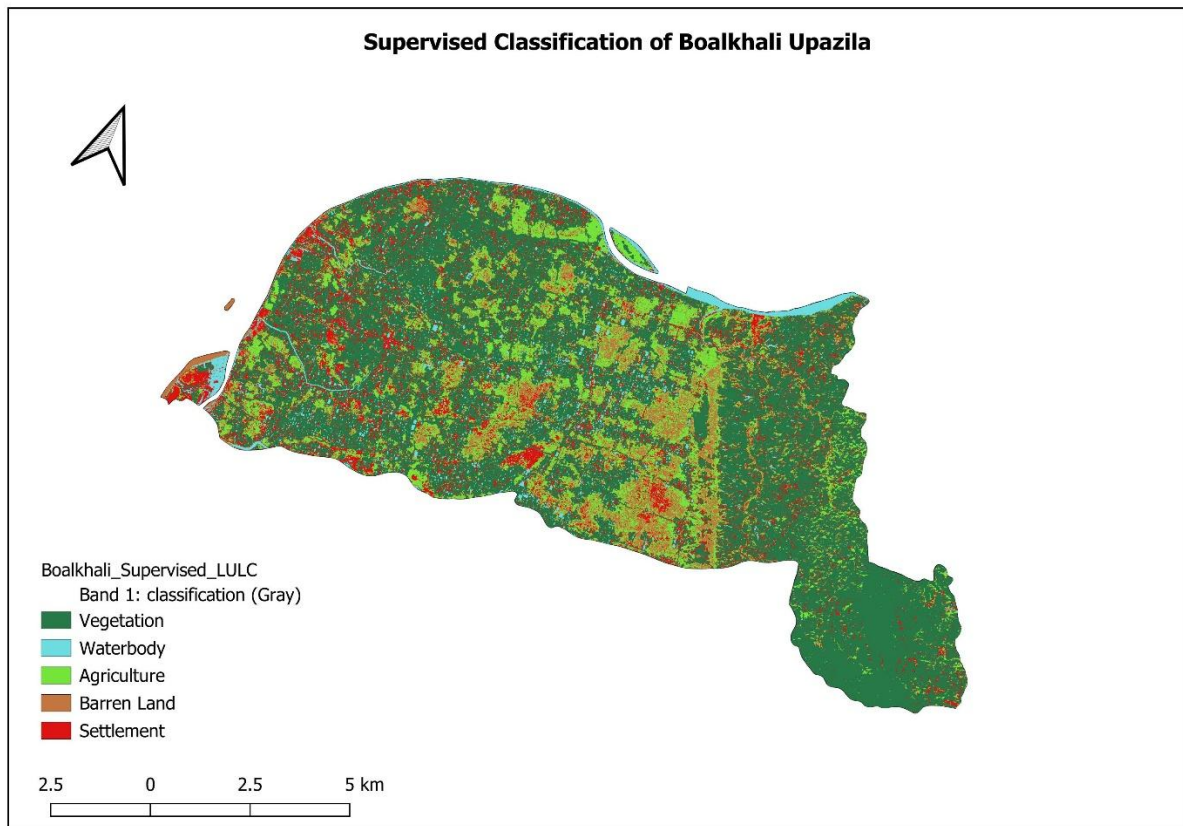 Supervised Classification of Boalkhali Upazila
Boalkhali_Supervised_LULC
Band 1: classification (Gray)
Vegetation
Waterbody
Agriculture
Barren Land
Settlement
2.5 0 2.5 5 km